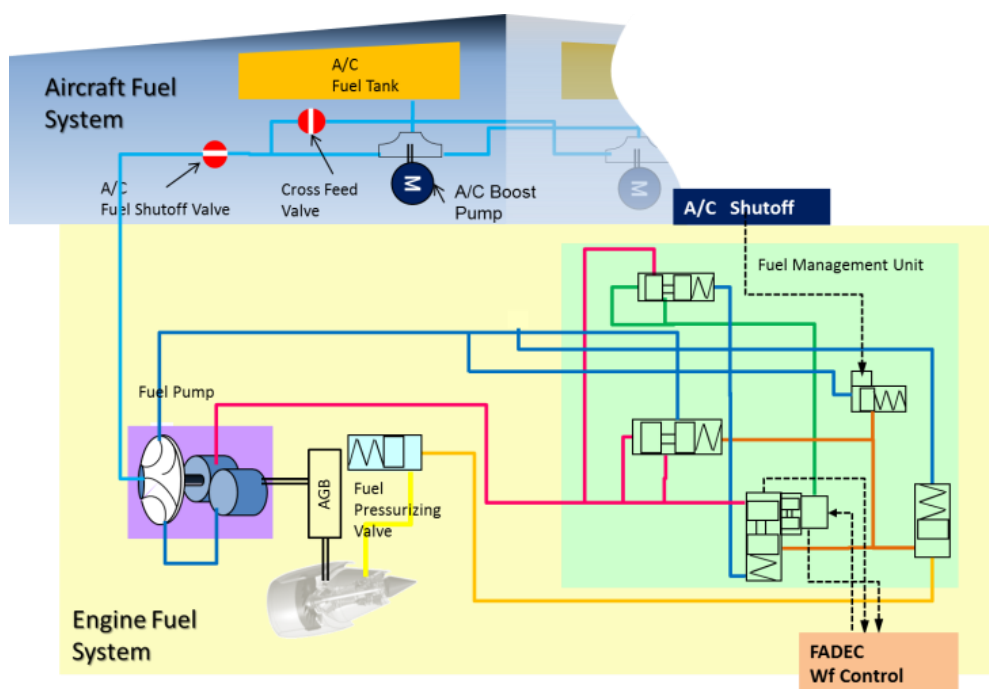 A/C
Fuel Tank
Aircraft Fuel
System
A/C
Fuel Shutoff Valve
Cross Feed
Valve
M
A/C Boost
Pump
M
A/C Shutoff
Fuel Management Unit
Fuel Pump
AGB
Fuel
Pressurizing
Valve
Engine Fuel
System
FADEC
Wf Control